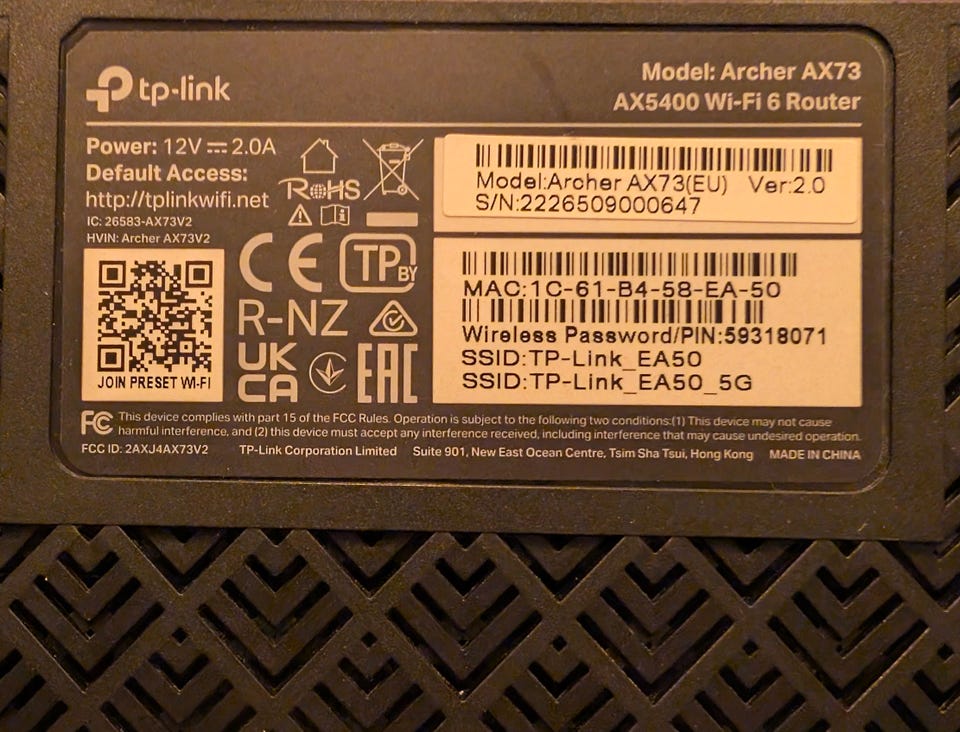 tp-link
Model: Archer AX73
AX5400 Wi-Fi 6 Router
Power: 12V ⎓ 2.0A
Default Access:
http://tplinkwifi.net
IC: 26583-AX73V2
HVIN: Archer AX73V2
RoHS
JOIN PRESET WI-FI
CE
TP BY
R-NZ
UK
CA
EAC
Model:Archer AX73(EU) Ver:2.0
S/N:2226509000647
MAC:1C-61-B4-58-EA-50
Wireless Password/PIN:59318071
SSID:TP-Link_EA50
SSID:TP-Link_EA50_5G
FC This device complies with part 15 of the FCC Rules. Operation is subject to the following two conditions:(1) This device may not cause
harmful interference, and (2) this device must accept any interference received, including interference that may cause undesired operation.
FCC ID: 2AXJ4AX73V2 TP-Link Corporation Limited Suite 901, New East Ocean Centre, Tsim Sha Tsui, Hong Kong MADE IN CHINA